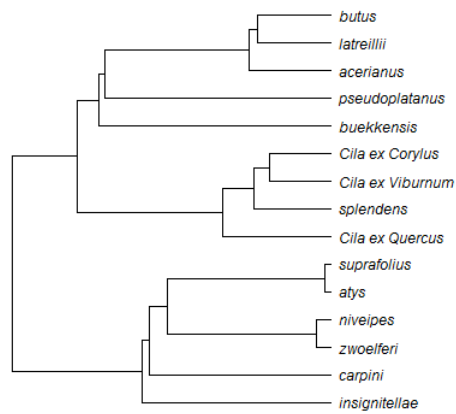 butus
latreillii
acerianus
pseudoplatanus
buekkensis
Cila ex Corylus
Cila ex Viburnum
splendens
Cila ex Quercus
suprafolius
atys
niveipes
zwoelferi
carpini
insignitellae